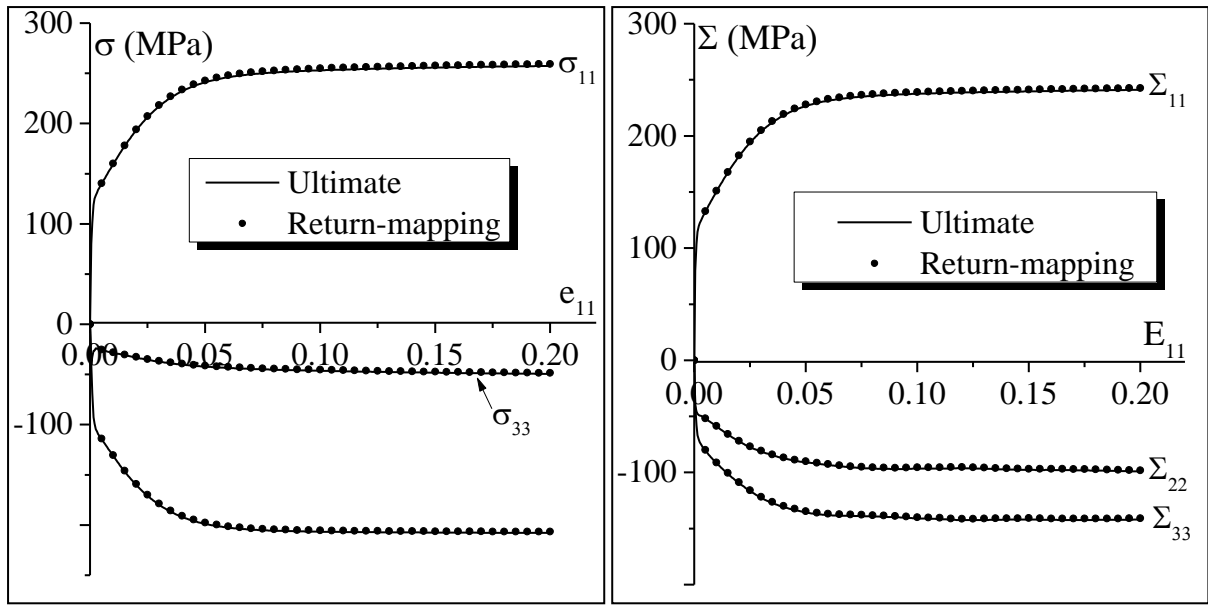 300
σ (MPa)
σ₁₁
200
Ultimate
Return-mapping
100
e₁₁
0
0.00
0.05
0.10
0.15
0.20
σ₃₃
-100
300
Σ (MPa)
Σ₁₁
200
Ultimate
Return-mapping
100
E₁₁
0
0.00
0.05
0.10
0.15
0.20
-100
Σ₂₂
Σ₃₃